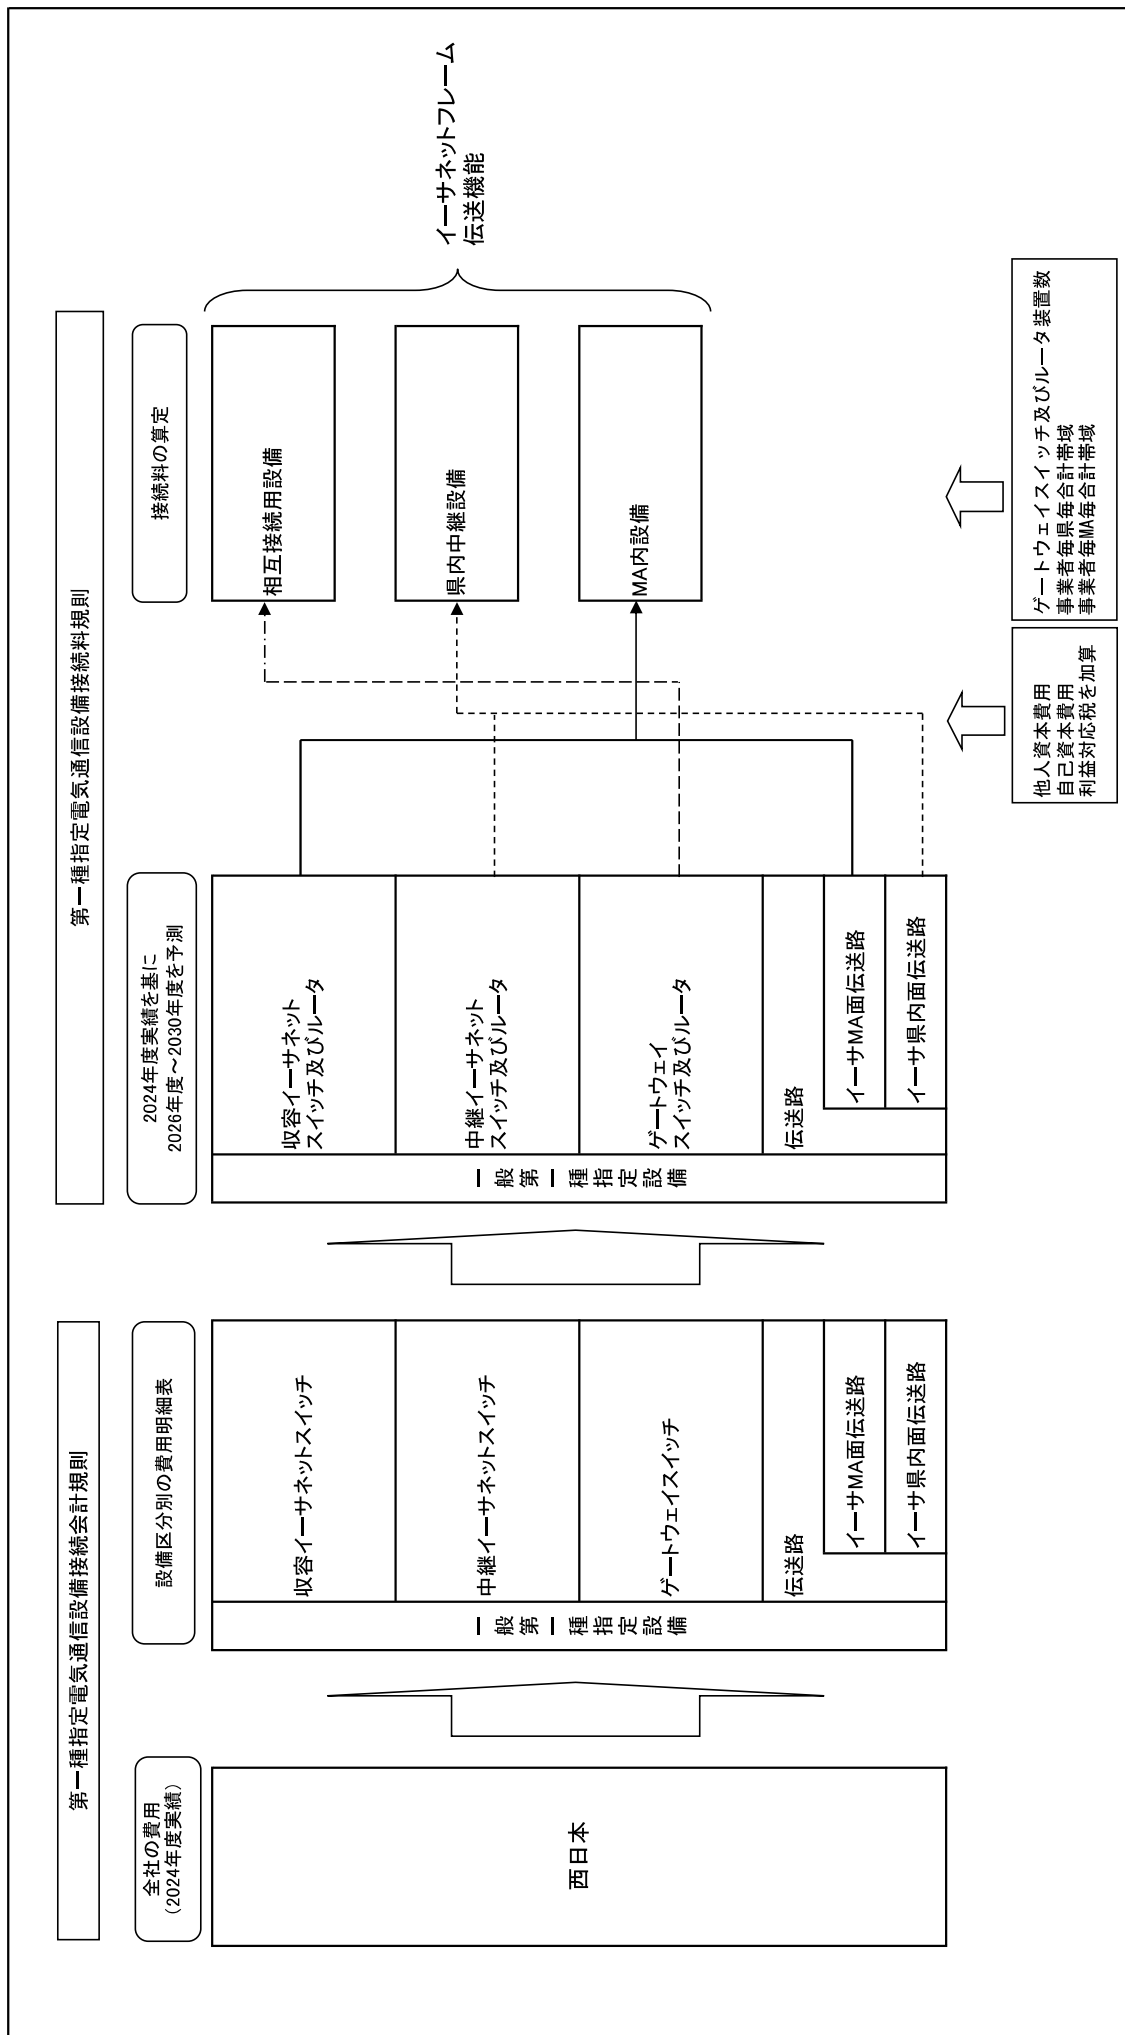 第一種指定電気通信設備接続会計規則
第一種指定電気通信設備接続料規則
全社の費用
（2024年度実績）
設備区分別の費用明細表
2024年度実績を基に
2026年度～2030年度を予測
接続料の算定
西日本
一般第一種指定設備
収容イーサネットスイッチ
中継イーサネットスイッチ
ゲートウェイスイッチ
伝送路
イーサMA面伝送路
イーサ県内面伝送路
一般第一種指定設備
収容イーサネット
スイッチ及びルータ
中継イーサネット
スイッチ及びルータ
ゲートウェイ
スイッチ及びルータ
伝送路
イーサMA面伝送路
イーサ県内面伝送路
相互接続用設備
県内中継設備
MA内設備
イーサネットフレーム
伝送機能
他人資本費用
自己資本費用
利益対応税を加算
ゲートウェイスイッチ及びルータ装置数
事業者毎県毎合計帯域
事業者毎MA毎合計帯域